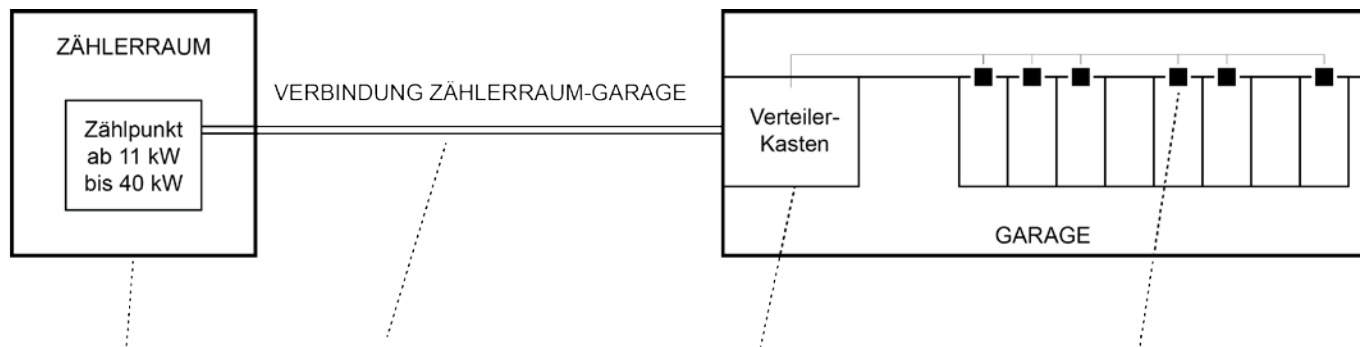 ZÄHLERRAUM
Zählpunkt
ab 11 kW
bis 40 kW
VERBINDUNG ZÄHLERRAUM-GARAGE
Verteiler-
Kasten
GARAGE